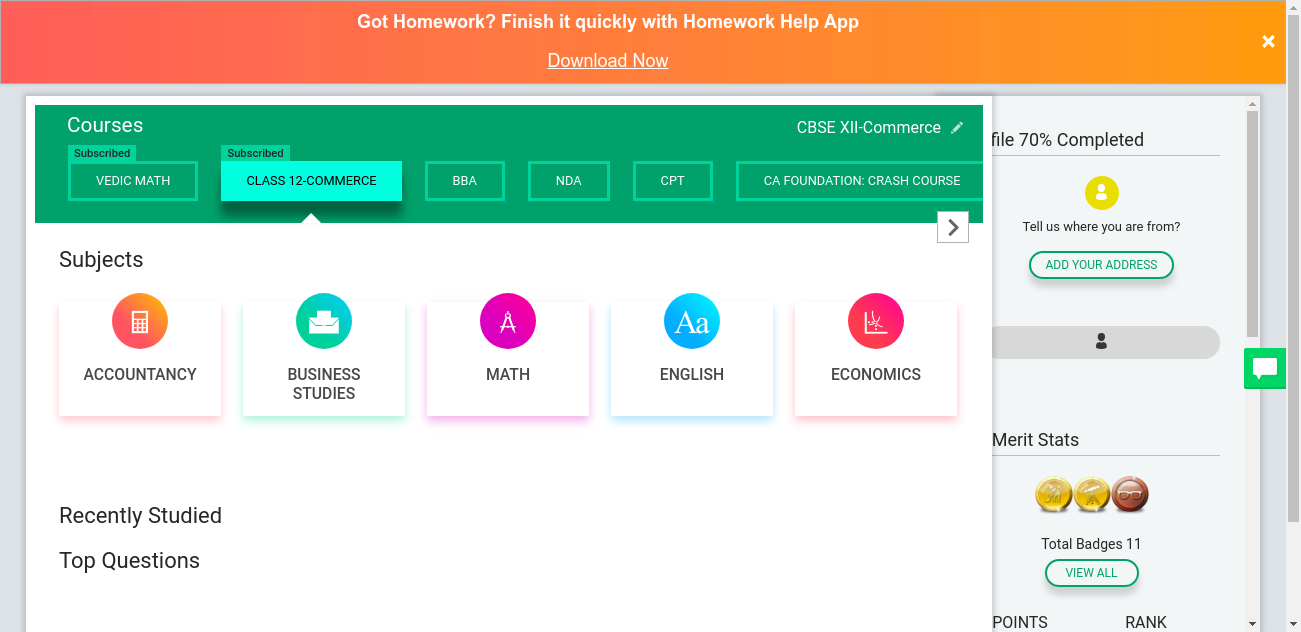 Got Homework? Finish it quickly with Homework Help App
Download Now
Courses
CBSE XII-Commerce
Subscribed
Subscribed
VEDIC MATH
CLASS 12-COMMERCE
BBA
NDA
CPT
CA FOUNDATION: CRASH COURSE
Subjects
ACCOUNTANCY
BUSINESS
STUDIES
MATH
Aa
ENGLISH
ECONOMICS
Recently Studied
Top Questions
file 70% Completed
Tell us where you are from?
ADD YOUR ADDRESS
Merit Stats
Total Badges 11
VIEW ALL
POINTS
RANK